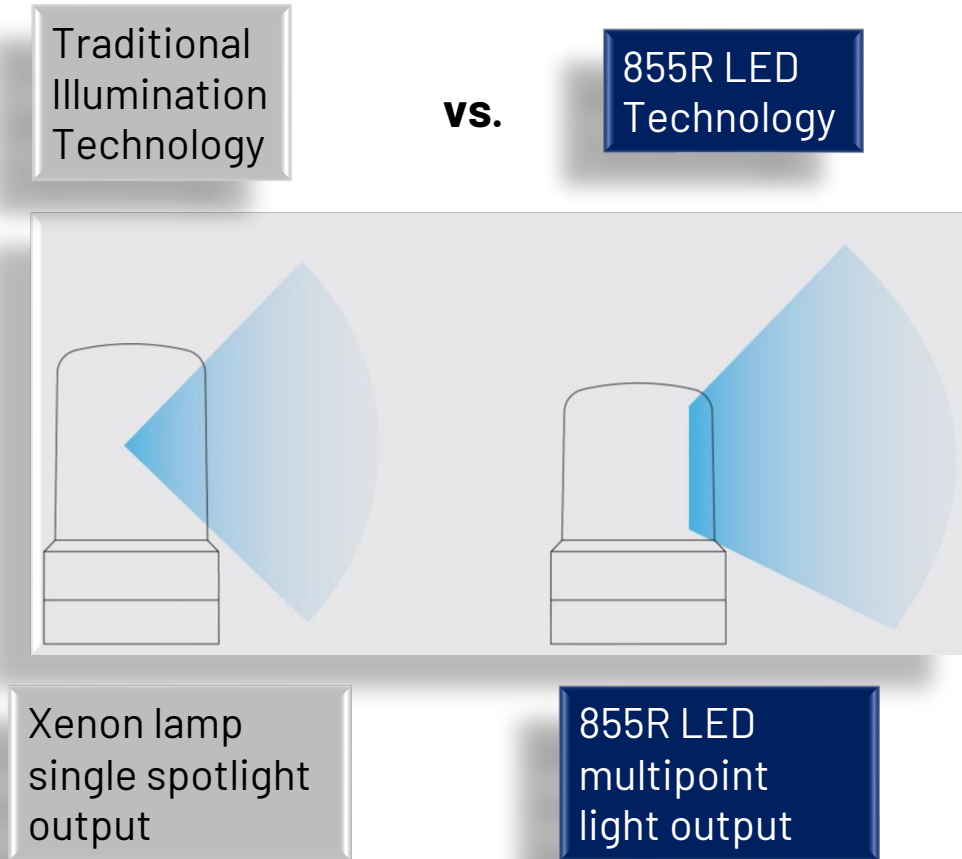 Traditional
Illumination
Technology
vs.
855R LED
Technology
Xenon lamp
single spotlight
output
855R LED
multipoint
light output